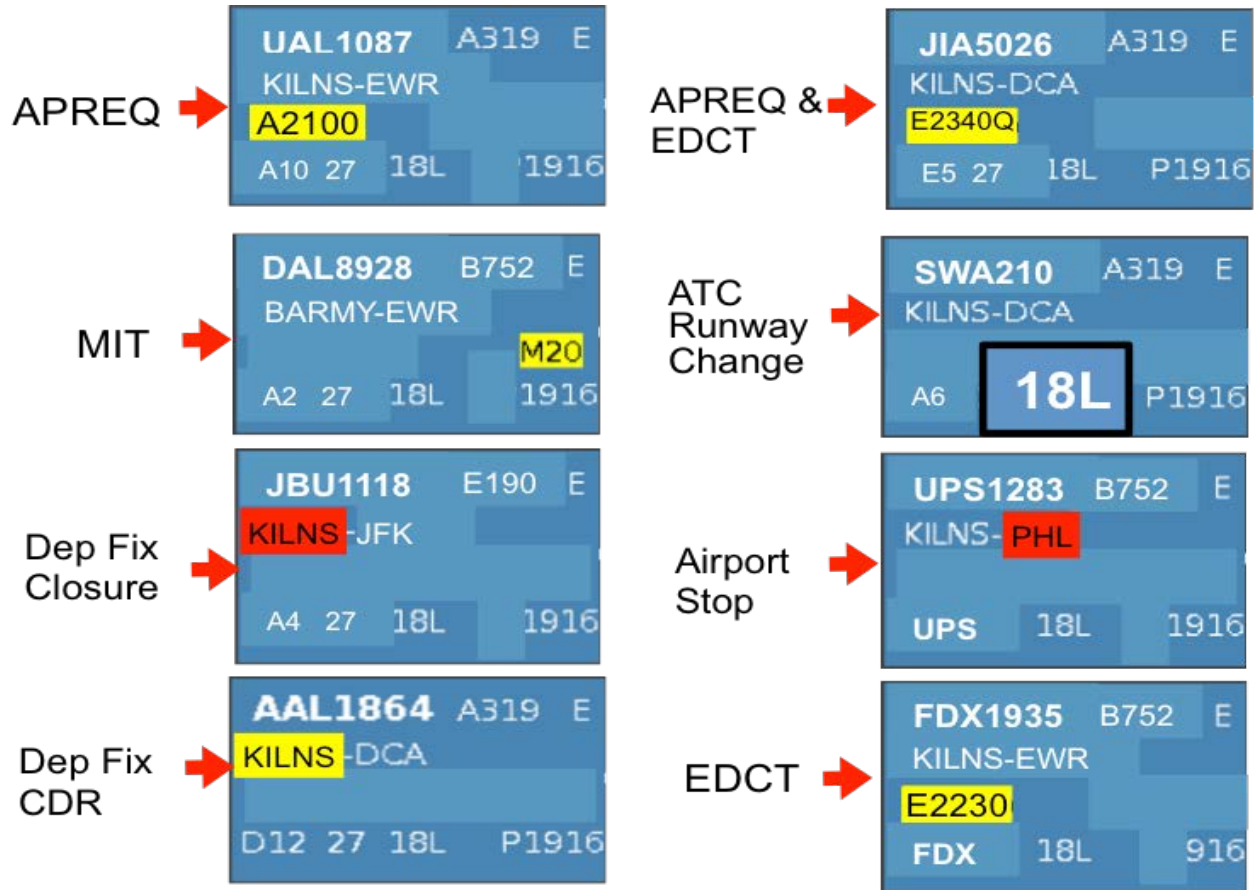 APREQ
UAL1087 A319 E
KILNS-EWR
A2100
A10 27 18L 1916
APREQ &
EDCT
JIA5026 A319 E
KILNS-DCA
E2340Q
E5 27 18L P1916
MIT
DAL8928 B752 E
BARMY-EWR
M20
A2 27 18L 1916
ATC
Runway
Change
SWA210 A319 E
KILNS-DCA
A6 18L P1916
Dep Fix
Closure
JBU1118 E190 E
KILNS-JFK
A4 27 18L 1916
Airport
Stop
UPS1283 B752 E
KILNS-PHL
UPS 18L 1916
Dep Fix
CDR
AAL1864 A319 E
KILNS-DCA
D12 27 18L P1916
EDCT
FDX1935 B752 E
KILNS-EWR
E2230
FDX 18L 916